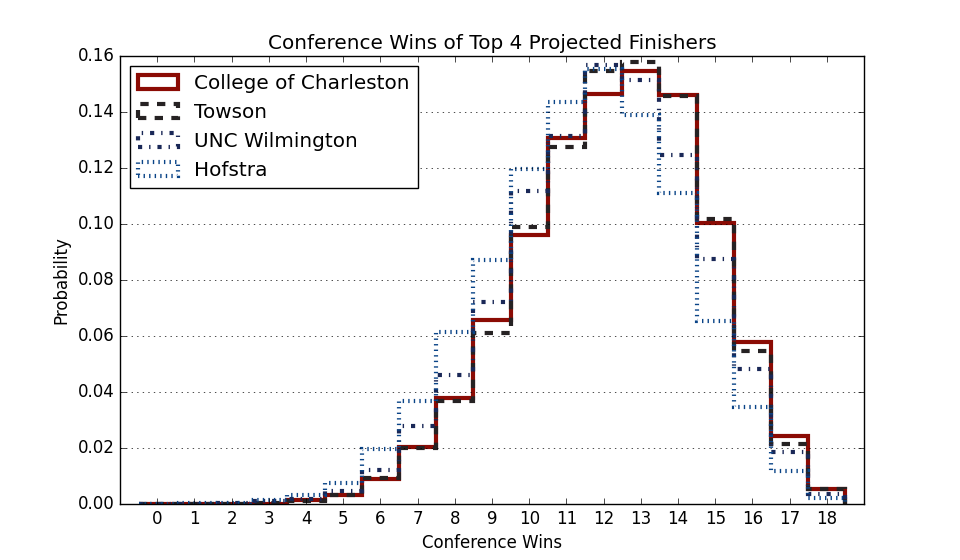 Conference Wins of Top 4 Projected Finishers
College of Charleston
Towson
UNC Wilmington
Hofstra
Probability
0.16
0.14
0.12
0.10
0.08
0.06
0.04
0.02
0.00
0 1 2 3 4 5 6 7 8 9 10 11 12 13 14 15 16 17 18
Conference Wins